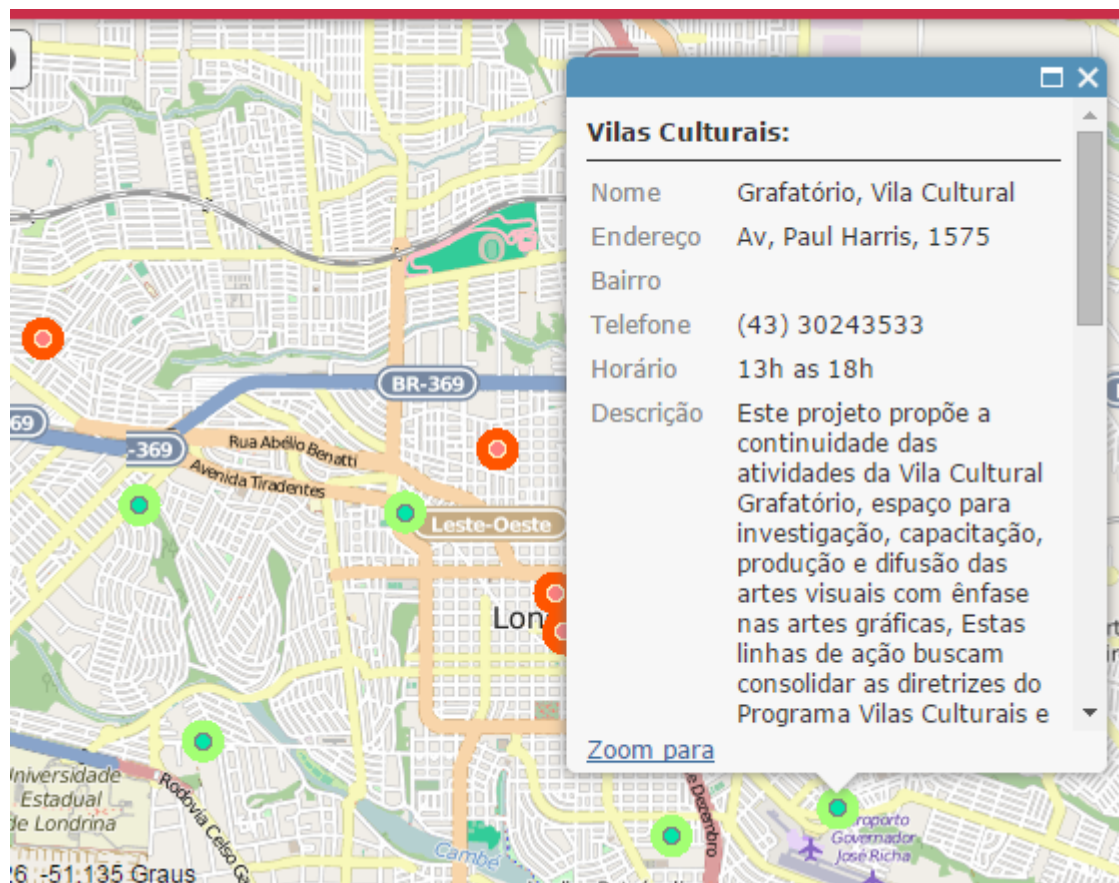 Vilas Culturais:
Nome Grafatório, Vila Cultural
Endereço Av, Paul Harris, 1575
Bairro
Telefone (43) 30243533
Horário 13h as 18h
Descrição Este projeto propõe a
continuidade das
atividades da Vila Cultural
Grafatório, espaço para
investigação, capacitação,
produção e difusão das
artes visuais com ênfase
nas artes gráficas, Estas
linhas de ação buscam
consolidar as diretrizes do
Programa Vilas Culturais e
Zoom para
BR-369
69
-369
Rua Abélio Benatti
Avenida Tiradentes
Leste-Oeste
Lon
niversidade
Estadual
de Londrina
Rodovia Celso Ga
Cambé
e Dezembro
roporto
Governador
José Richa
26 :-51,135 Graus